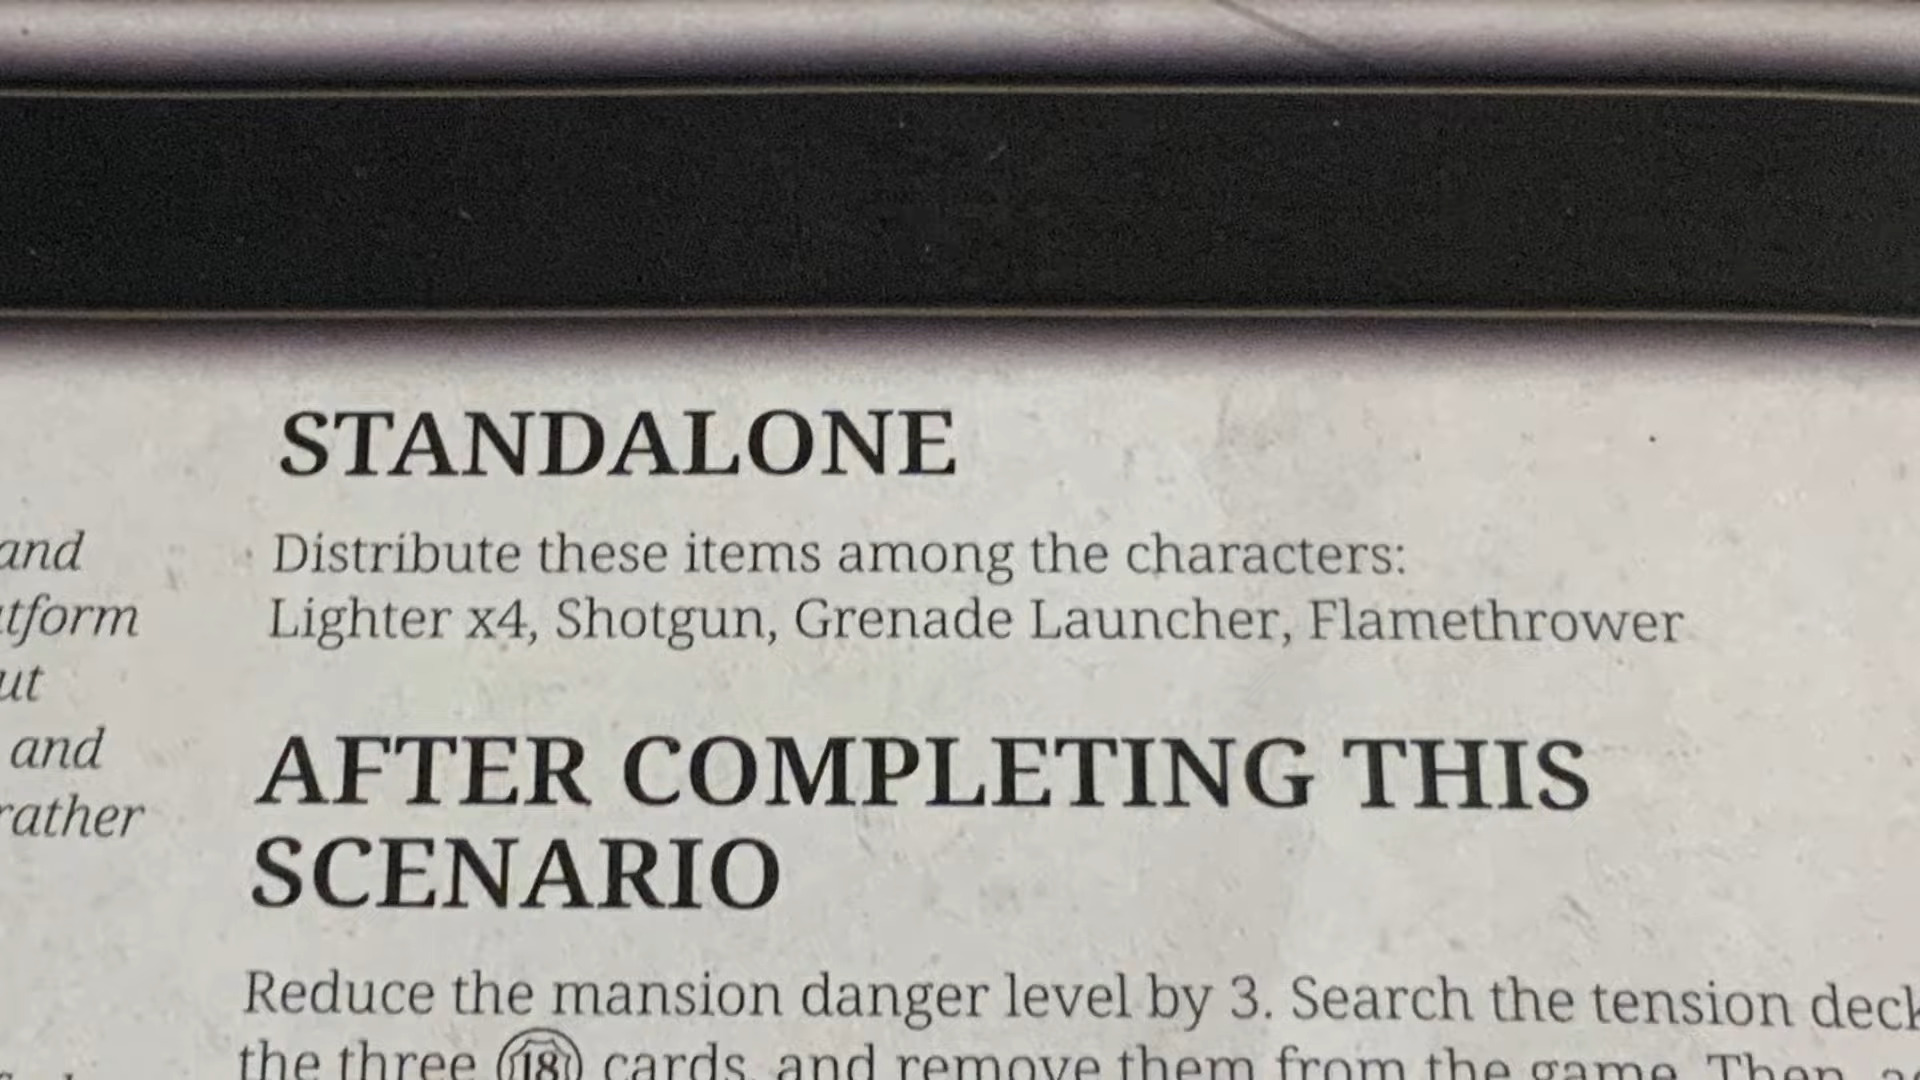 and
tform
ut
and
rather
STANDALONE
Distribute these items among the characters:
Lighter x4, Shotgun, Grenade Launcher, Flamethrower
AFTER COMPLETING THIS
SCENARIO
Reduce the mansion danger level by 3. Search the tension deck
the three 18 cards, and remove them from the game. Then,